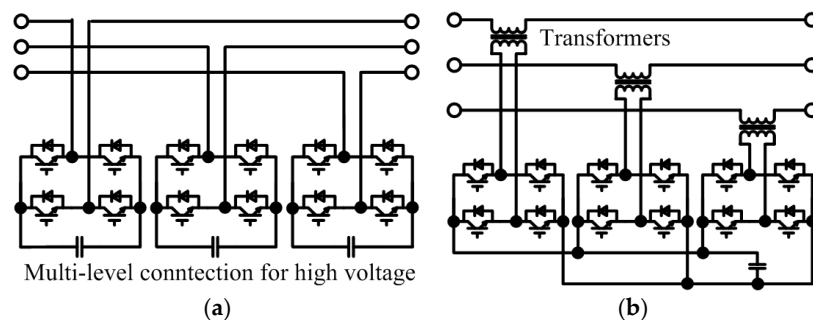 Transformers
Multi-level conntection for high voltage
(a)
(b)